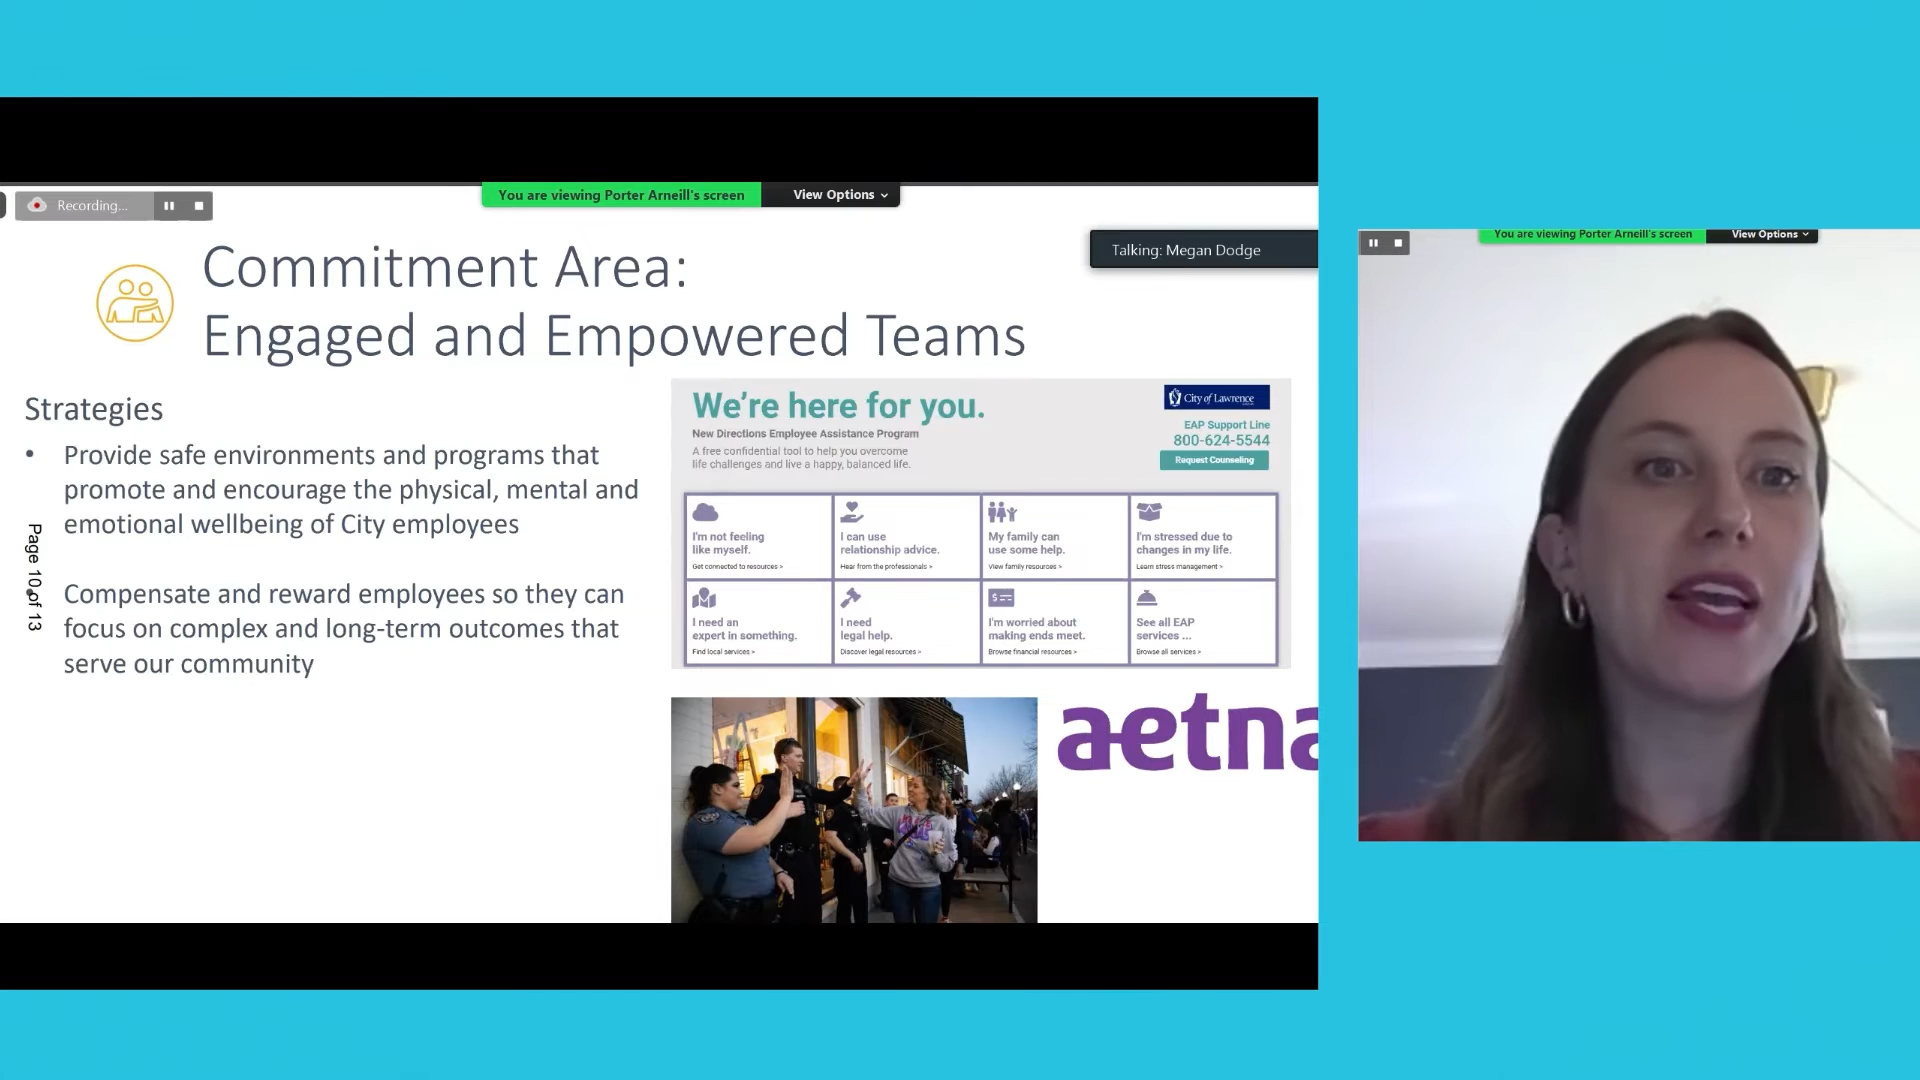 Recording...
You are viewing Porter Arneill's screen
View Options
Talking: Megan Dodge
You are viewing Porter Arneill's screen
View Options
Commitment Area:
Engaged and Empowered Teams
Strategies
• Provide safe environments and programs that
promote and encourage the physical, mental and
emotional wellbeing of City employees
• Compensate and reward employees so they can
focus on complex and long-term outcomes that
serve our community
Page 10 of 13
We're here for you.
New Directions Employee Assistance Program
A free confidential tool to help you overcome
life challenges and live a happy, balanced life.
City of Lawrence
EAP Support Line
800-624-5544
Request Counseling
I'm not feeling
like myself.
Get connected to resources >
I can use
relationship advice.
Hear from the professionals >
My family can
use some help.
View family resources >
I'm stressed due to
changes in my life.
Learn stress management >
I need an
expert in something.
Find local services >
I need
legal help.
Discover legal resources >
I'm worried about
making ends meet.
Browse financial resources >
See all EAP
services ...
Browse all services >
aetna